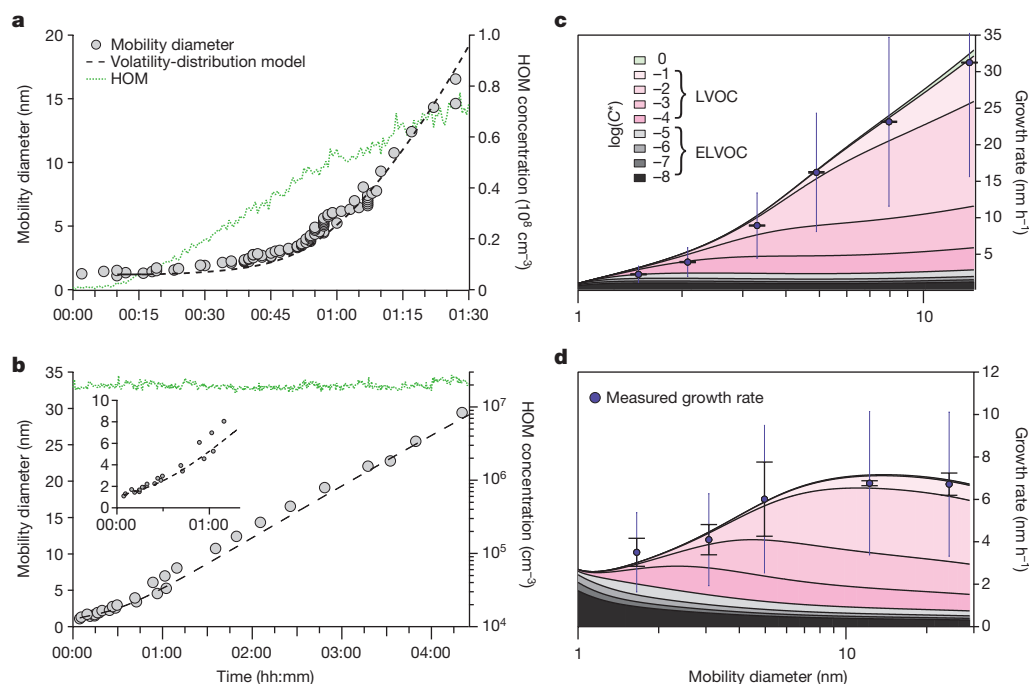 a
20
15
10
5
0
Mobility diameter (nm)
Mobility diameter
Volatility-distribution model
HOM
1.0
0.8
0.6
0.4
0.2
0
HOM concentration (10⁸ cm⁻³)
00:00 00:15 00:30 00:45 01:00 01:15 01:30
b
35
30
25
20
15
10
5
0
Mobility diameter (nm)
10
8
6
4
2
0
00:00 01:00
10⁷
10⁶
10⁵
10⁴
HOM concentration (cm⁻³)
00:00 01:00 02:00 03:00 04:00
Time (hh:mm)
c
log(C*)
0
−1
−2
−3
−4
−5
−6
−7
−8
LVOC
ELVOC
35
30
25
20
15
10
5
Growth rate (nm h⁻¹)
1 10
d
Measured growth rate
12
10
8
6
4
2
0
Growth rate (nm h⁻¹)
1 10
Mobility diameter (nm)